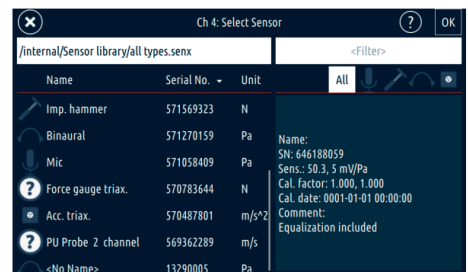 Ch 4: Select Sensor
?
OK
/internal/Sensor library/all types.senx
<Filter>
Name Serial No. Unit
All
Imp. hammer 571569323 N
Binaural 571270159 Pa
Mic 571058409 Pa
? Force gauge triax. 570783644 N
Acc. triax. 570487801 m/s^2
? PU Probe 2 channel 569362289 m/s
<No Name> 13290005 Pa
Name:
SN: 646188059
Sens.: 50.3, 5 mV/Pa
Cal. factor: 1.000, 1.000
Cal. date: 0001-01-01 00:00:00
Comment:
Equalization included